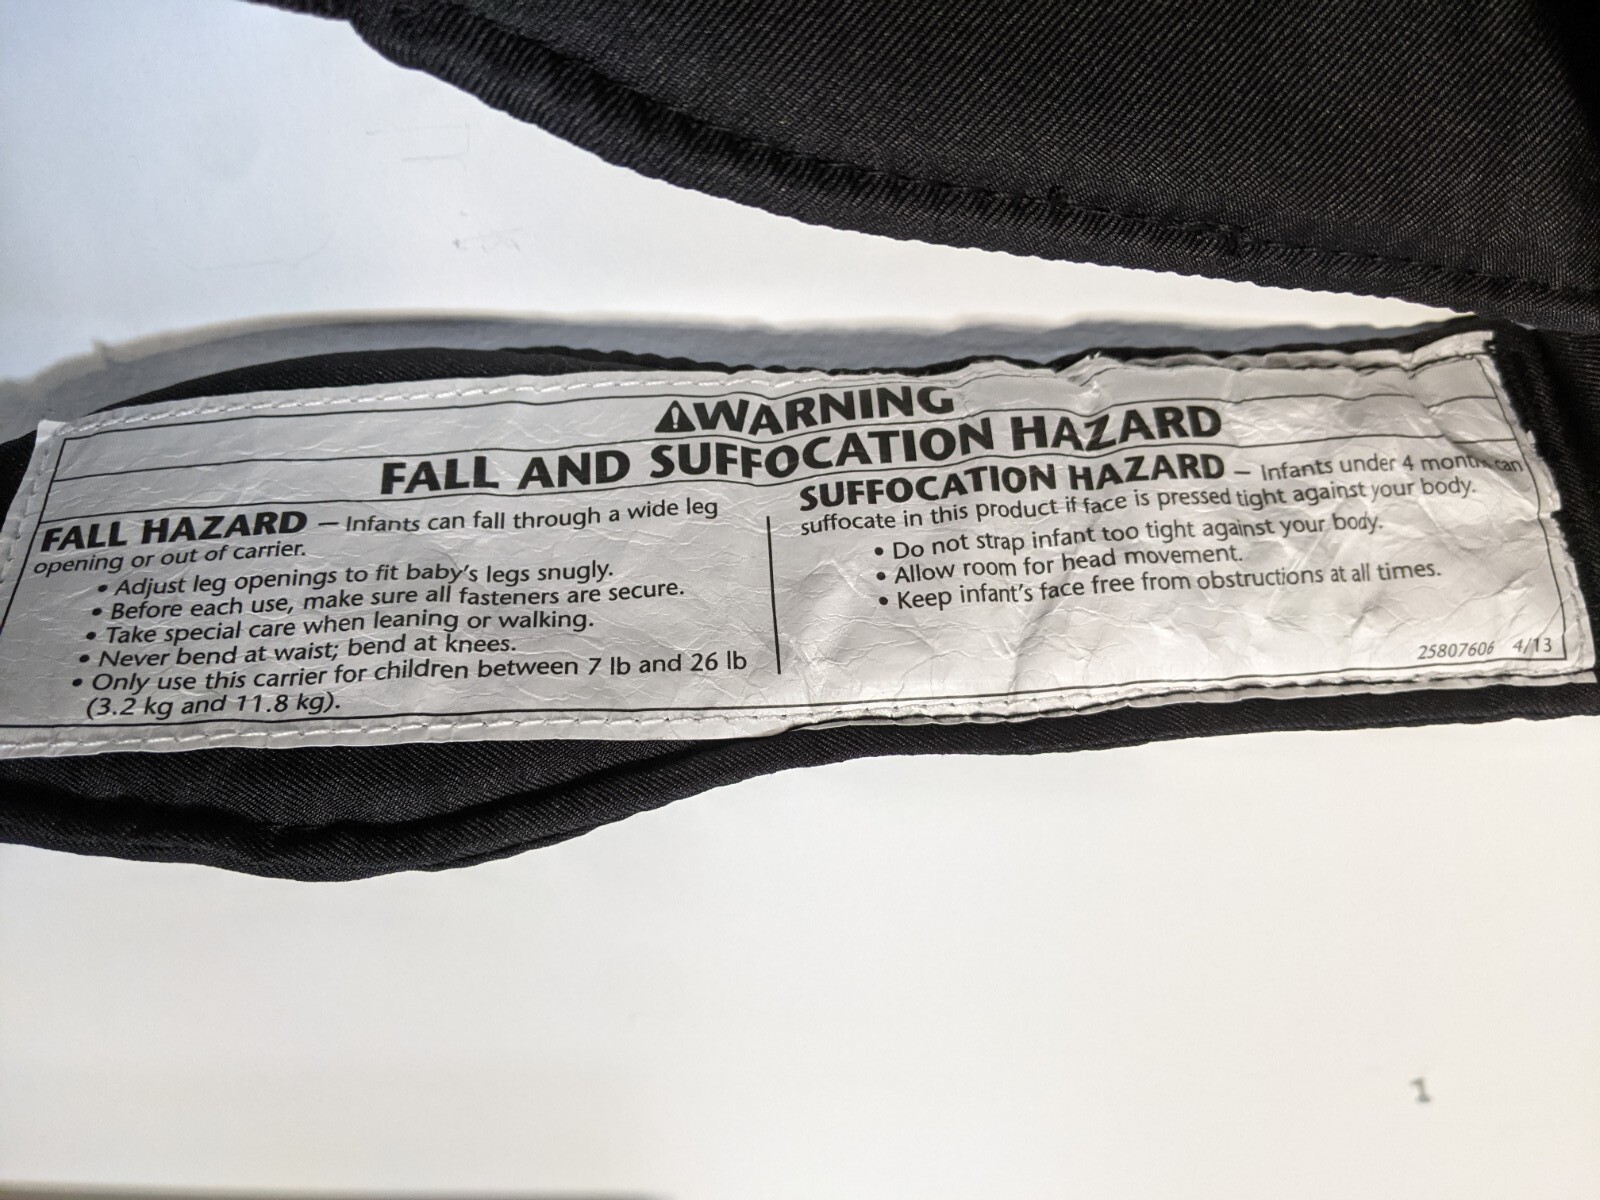 ⚠WARNING
FALL AND SUFFOCATION HAZARD
FALL HAZARD – Infants can fall through a wide leg
opening or out of carrier.
• Adjust leg openings to fit baby's legs snugly.
• Before each use, make sure all fasteners are secure.
• Take special care when leaning or walking.
• Never bend at waist; bend at knees.
• Only use this carrier for children between 7 lb and 26 lb
(3.2 kg and 11.8 kg).
SUFFOCATION HAZARD – Infants under 4 months can
suffocate in this product if face is pressed tight against your body.
• Do not strap infant too tight against your body.
• Allow room for head movement.
• Keep infant's face free from obstructions at all times.
25807606 4/13
1